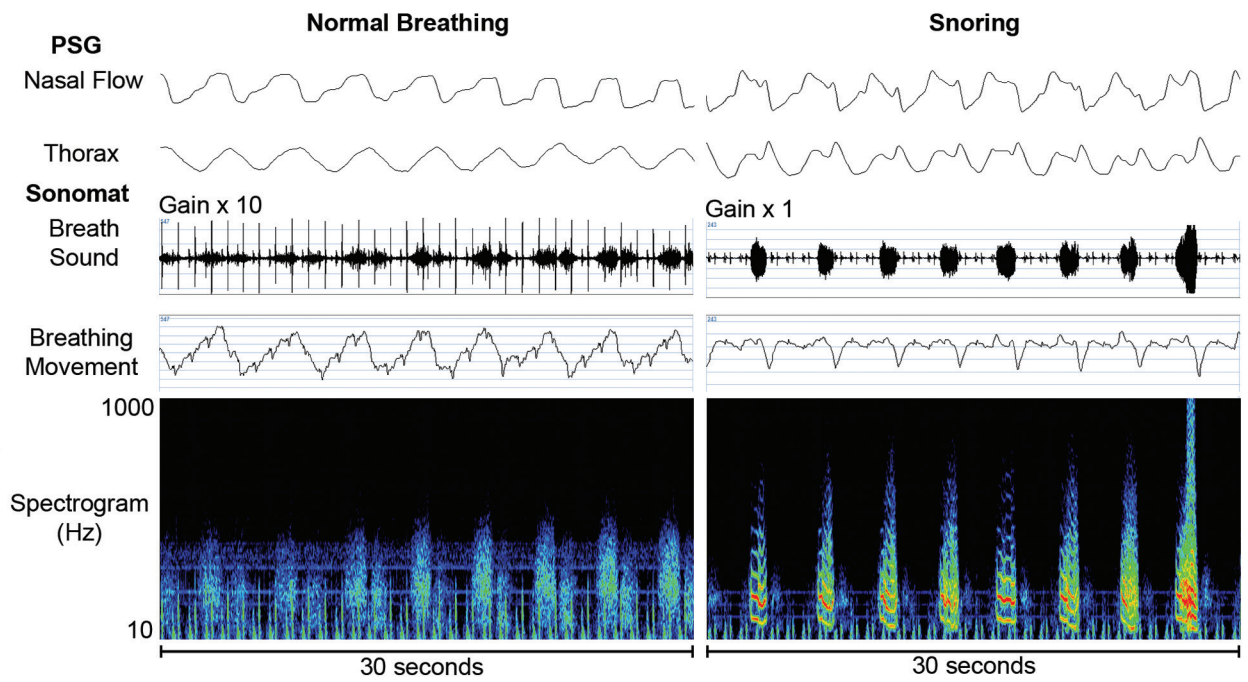 Normal Breathing
Snoring
PSG
Nasal Flow
Thorax
Sonomat
Gain x 10
Gain x 1
Breath
Sound
Breathing
Movement
1000
Spectrogram
(Hz)
10
30 seconds
30 seconds